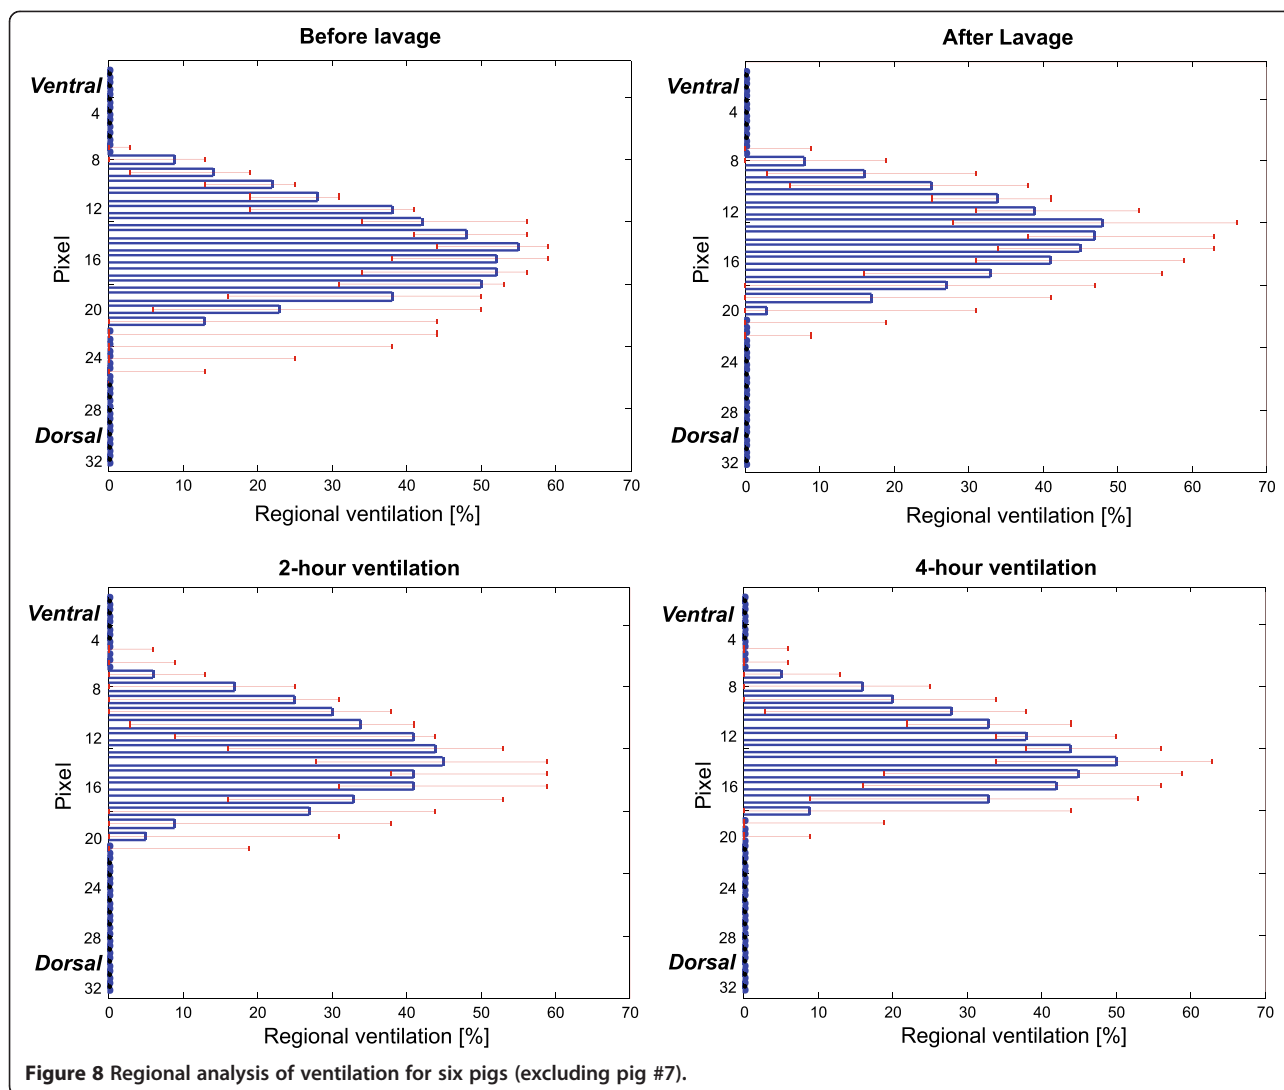 Before lavage
Ventral
4
8
12
16
20
24
28
Dorsal
32
Pixel
0 10 20 30 40 50 60 70
Regional ventilation [%]
After Lavage
Ventral
4
8
12
16
20
24
28
Dorsal
32
Pixel
0 10 20 30 40 50 60 70
Regional ventilation [%]
2-hour ventilation
Ventral
4
8
12
16
20
24
28
Dorsal
32
Pixel
0 10 20 30 40 50 60 70
Regional ventilation [%]
4-hour ventilation
Ventral
4
8
12
16
20
24
28
Dorsal
32
Pixel
0 10 20 30 40 50 60 70
Regional ventilation [%]
Figure 8 Regional analysis of ventilation for six pigs (excluding pig #7).